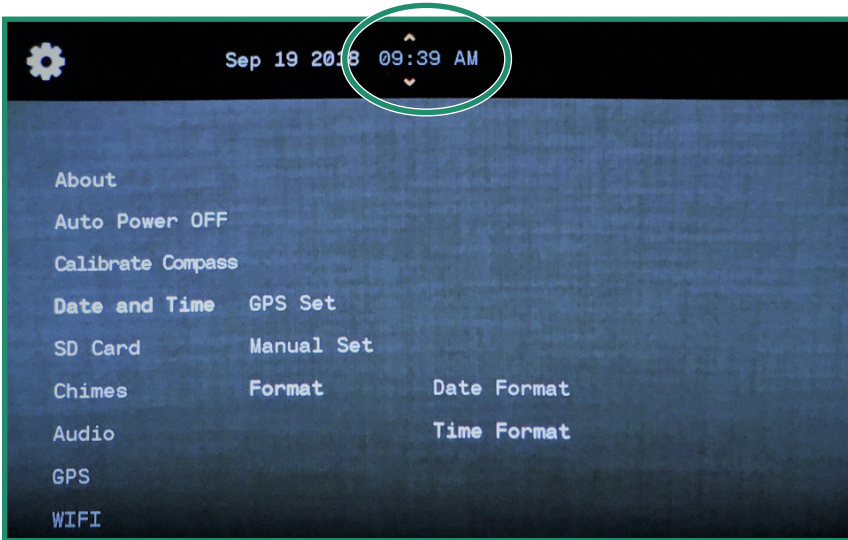 Sep 19 2018 09:39 AM
About
Auto Power OFF
Calibrate Compass
Date and Time GPS Set
SD Card Manual Set
Chimes Format Date Format
Audio Time Format
GPS
WIFI